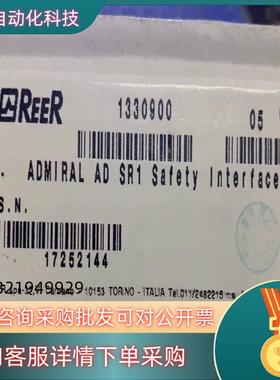 自动化科技
REER
1330900
05
ADMIRAL AD SR1 Safety Interface
S.N.
17252144
321949929
10153 TORINO - ITALIA Tel.011/2482215
咨询采购批发可对公开票
客服详情下单采购